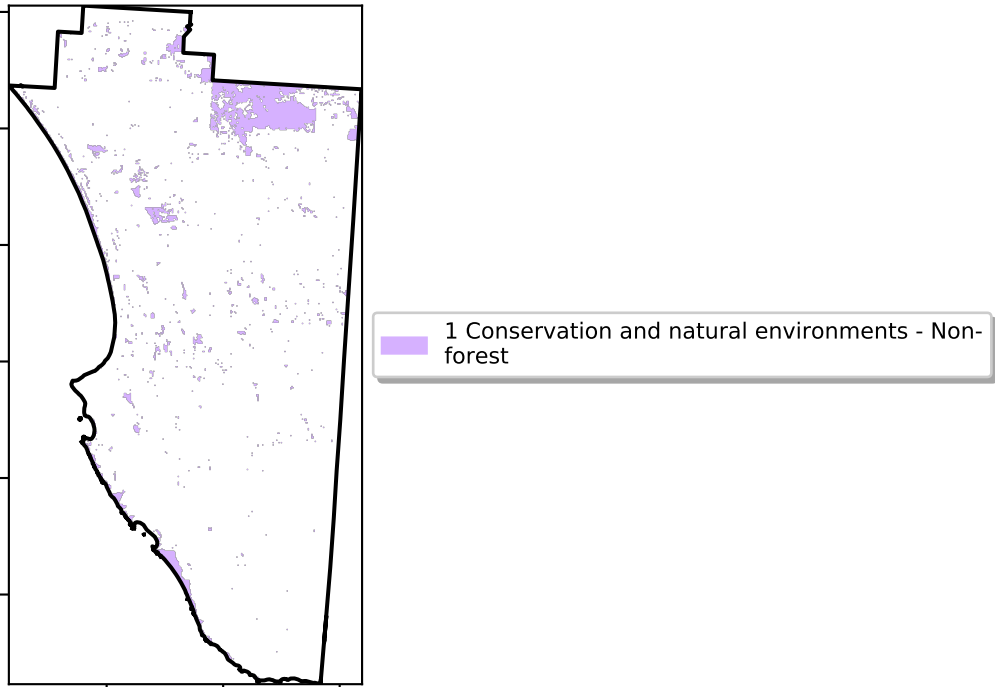 1 Conservation and natural environments - Non-
forest